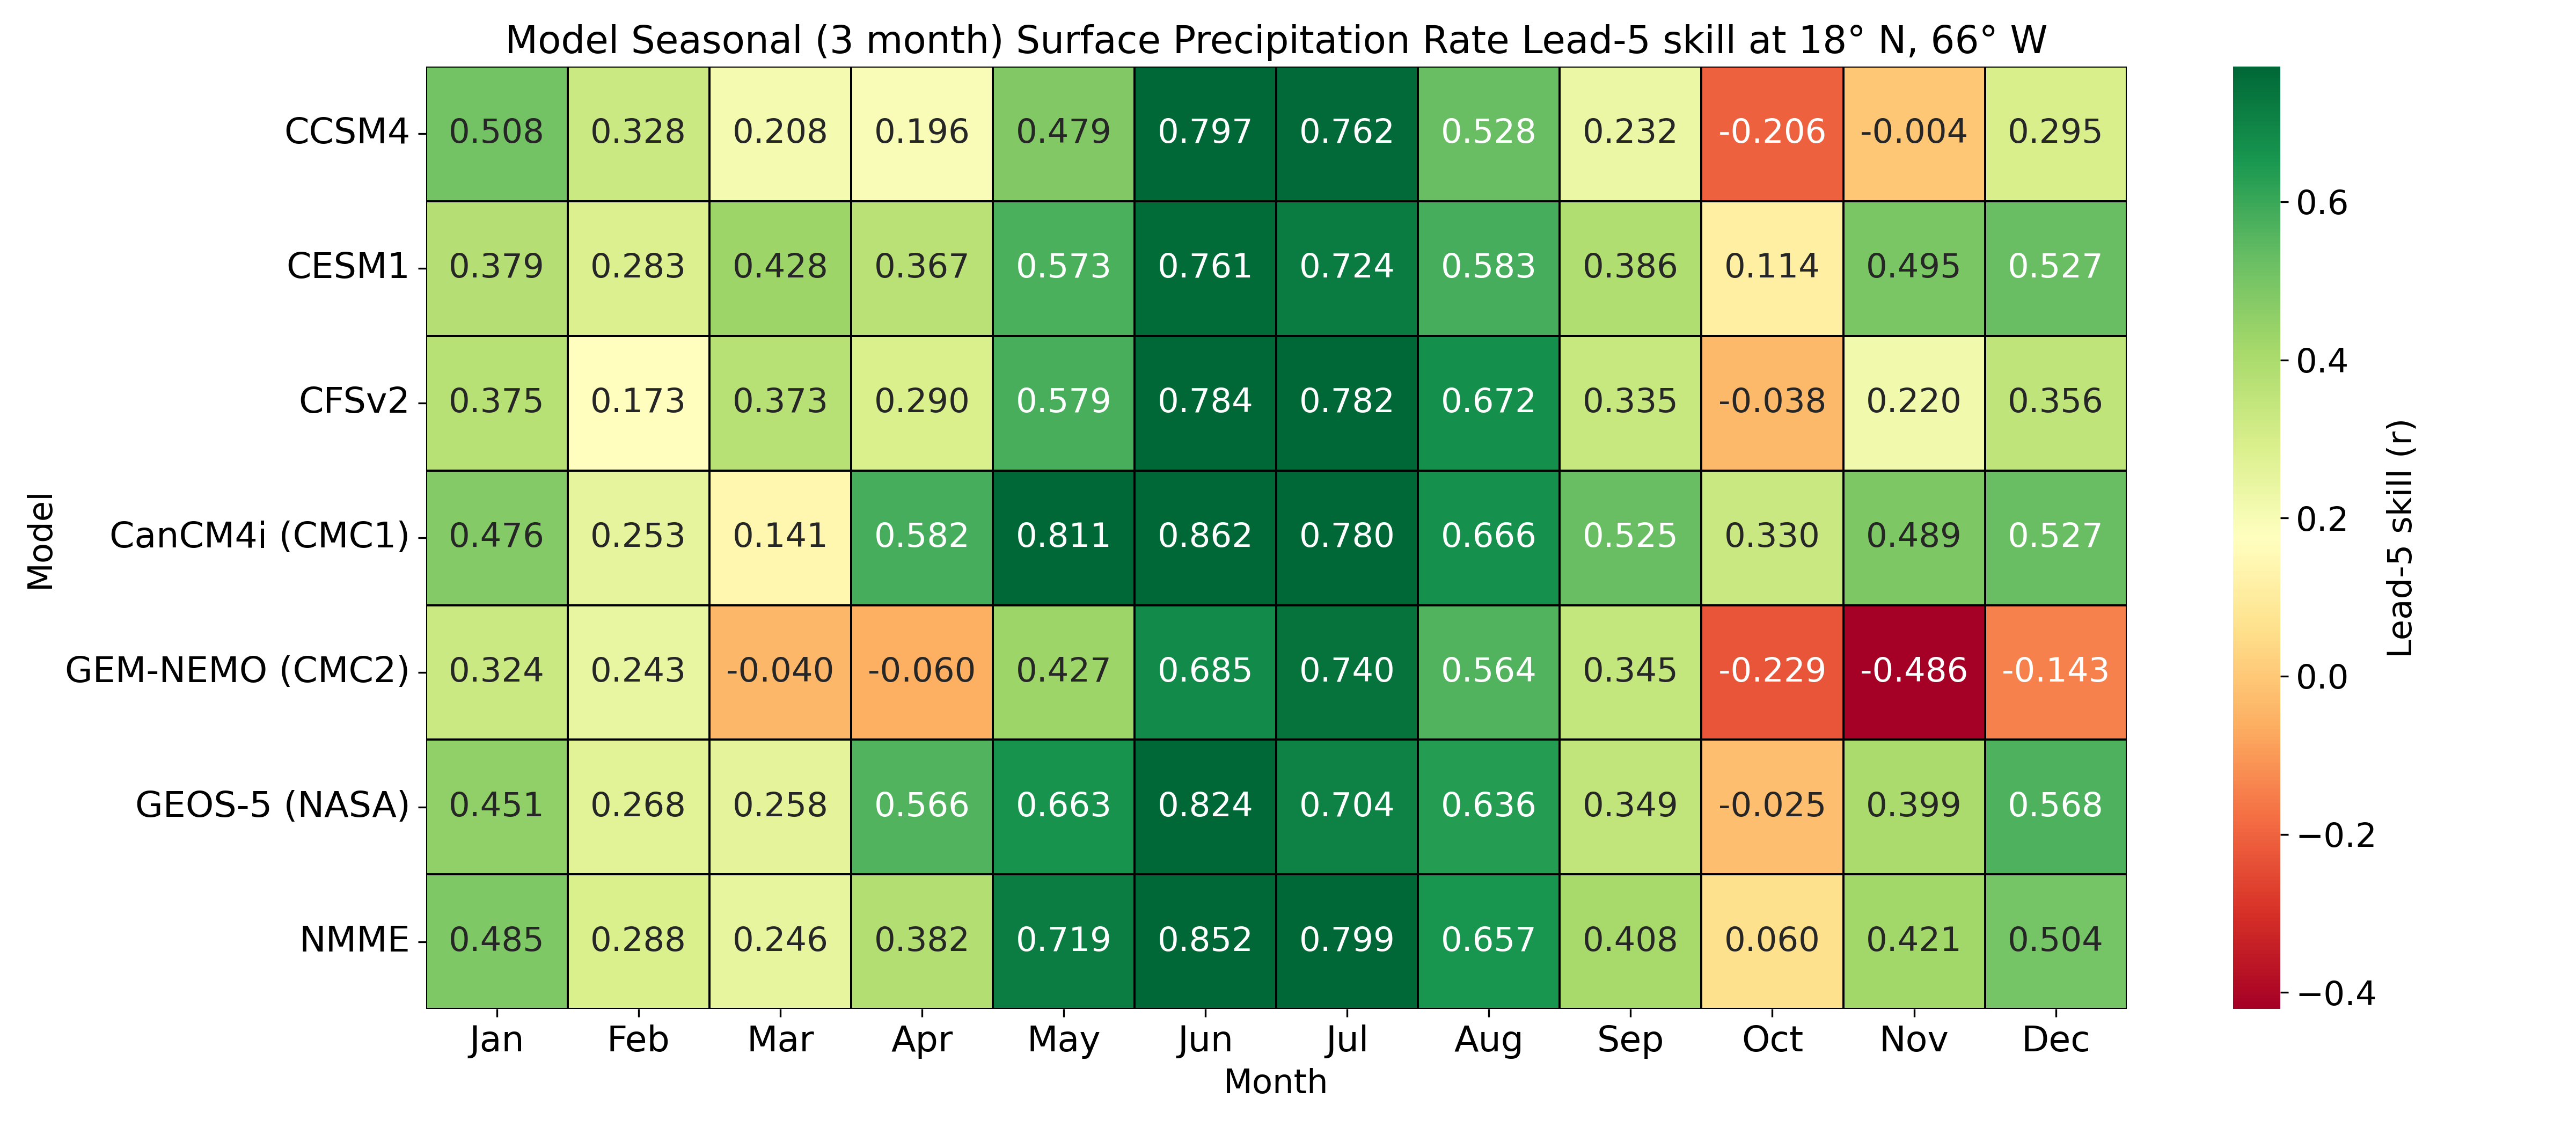 Model Seasonal (3 month) Surface Precipitation Rate Lead-5 skill at 18° N, 66° W
Model
CCSM4 0.508 0.328 0.208 0.196 0.479 0.797 0.762 0.528 0.232 -0.206 -0.004 0.295
CESM1 0.379 0.283 0.428 0.367 0.573 0.761 0.724 0.583 0.386 0.114 0.495 0.527
CFSv2 0.375 0.173 0.373 0.290 0.579 0.784 0.782 0.672 0.335 -0.038 0.220 0.356
CanCM4i (CMC1) 0.476 0.253 0.141 0.582 0.811 0.862 0.780 0.666 0.525 0.330 0.489 0.527
GEM-NEMO (CMC2) 0.324 0.243 -0.040 -0.060 0.427 0.685 0.740 0.564 0.345 -0.229 -0.486 -0.143
GEOS-5 (NASA) 0.451 0.268 0.258 0.566 0.663 0.824 0.704 0.636 0.349 -0.025 0.399 0.568
NMME 0.485 0.288 0.246 0.382 0.719 0.852 0.799 0.657 0.408 0.060 0.421 0.504
Jan Feb Mar Apr May Jun Jul Aug Sep Oct Nov Dec
Month
0.6
0.4
0.2
0.0
−0.2
−0.4
Lead-5 skill (r)